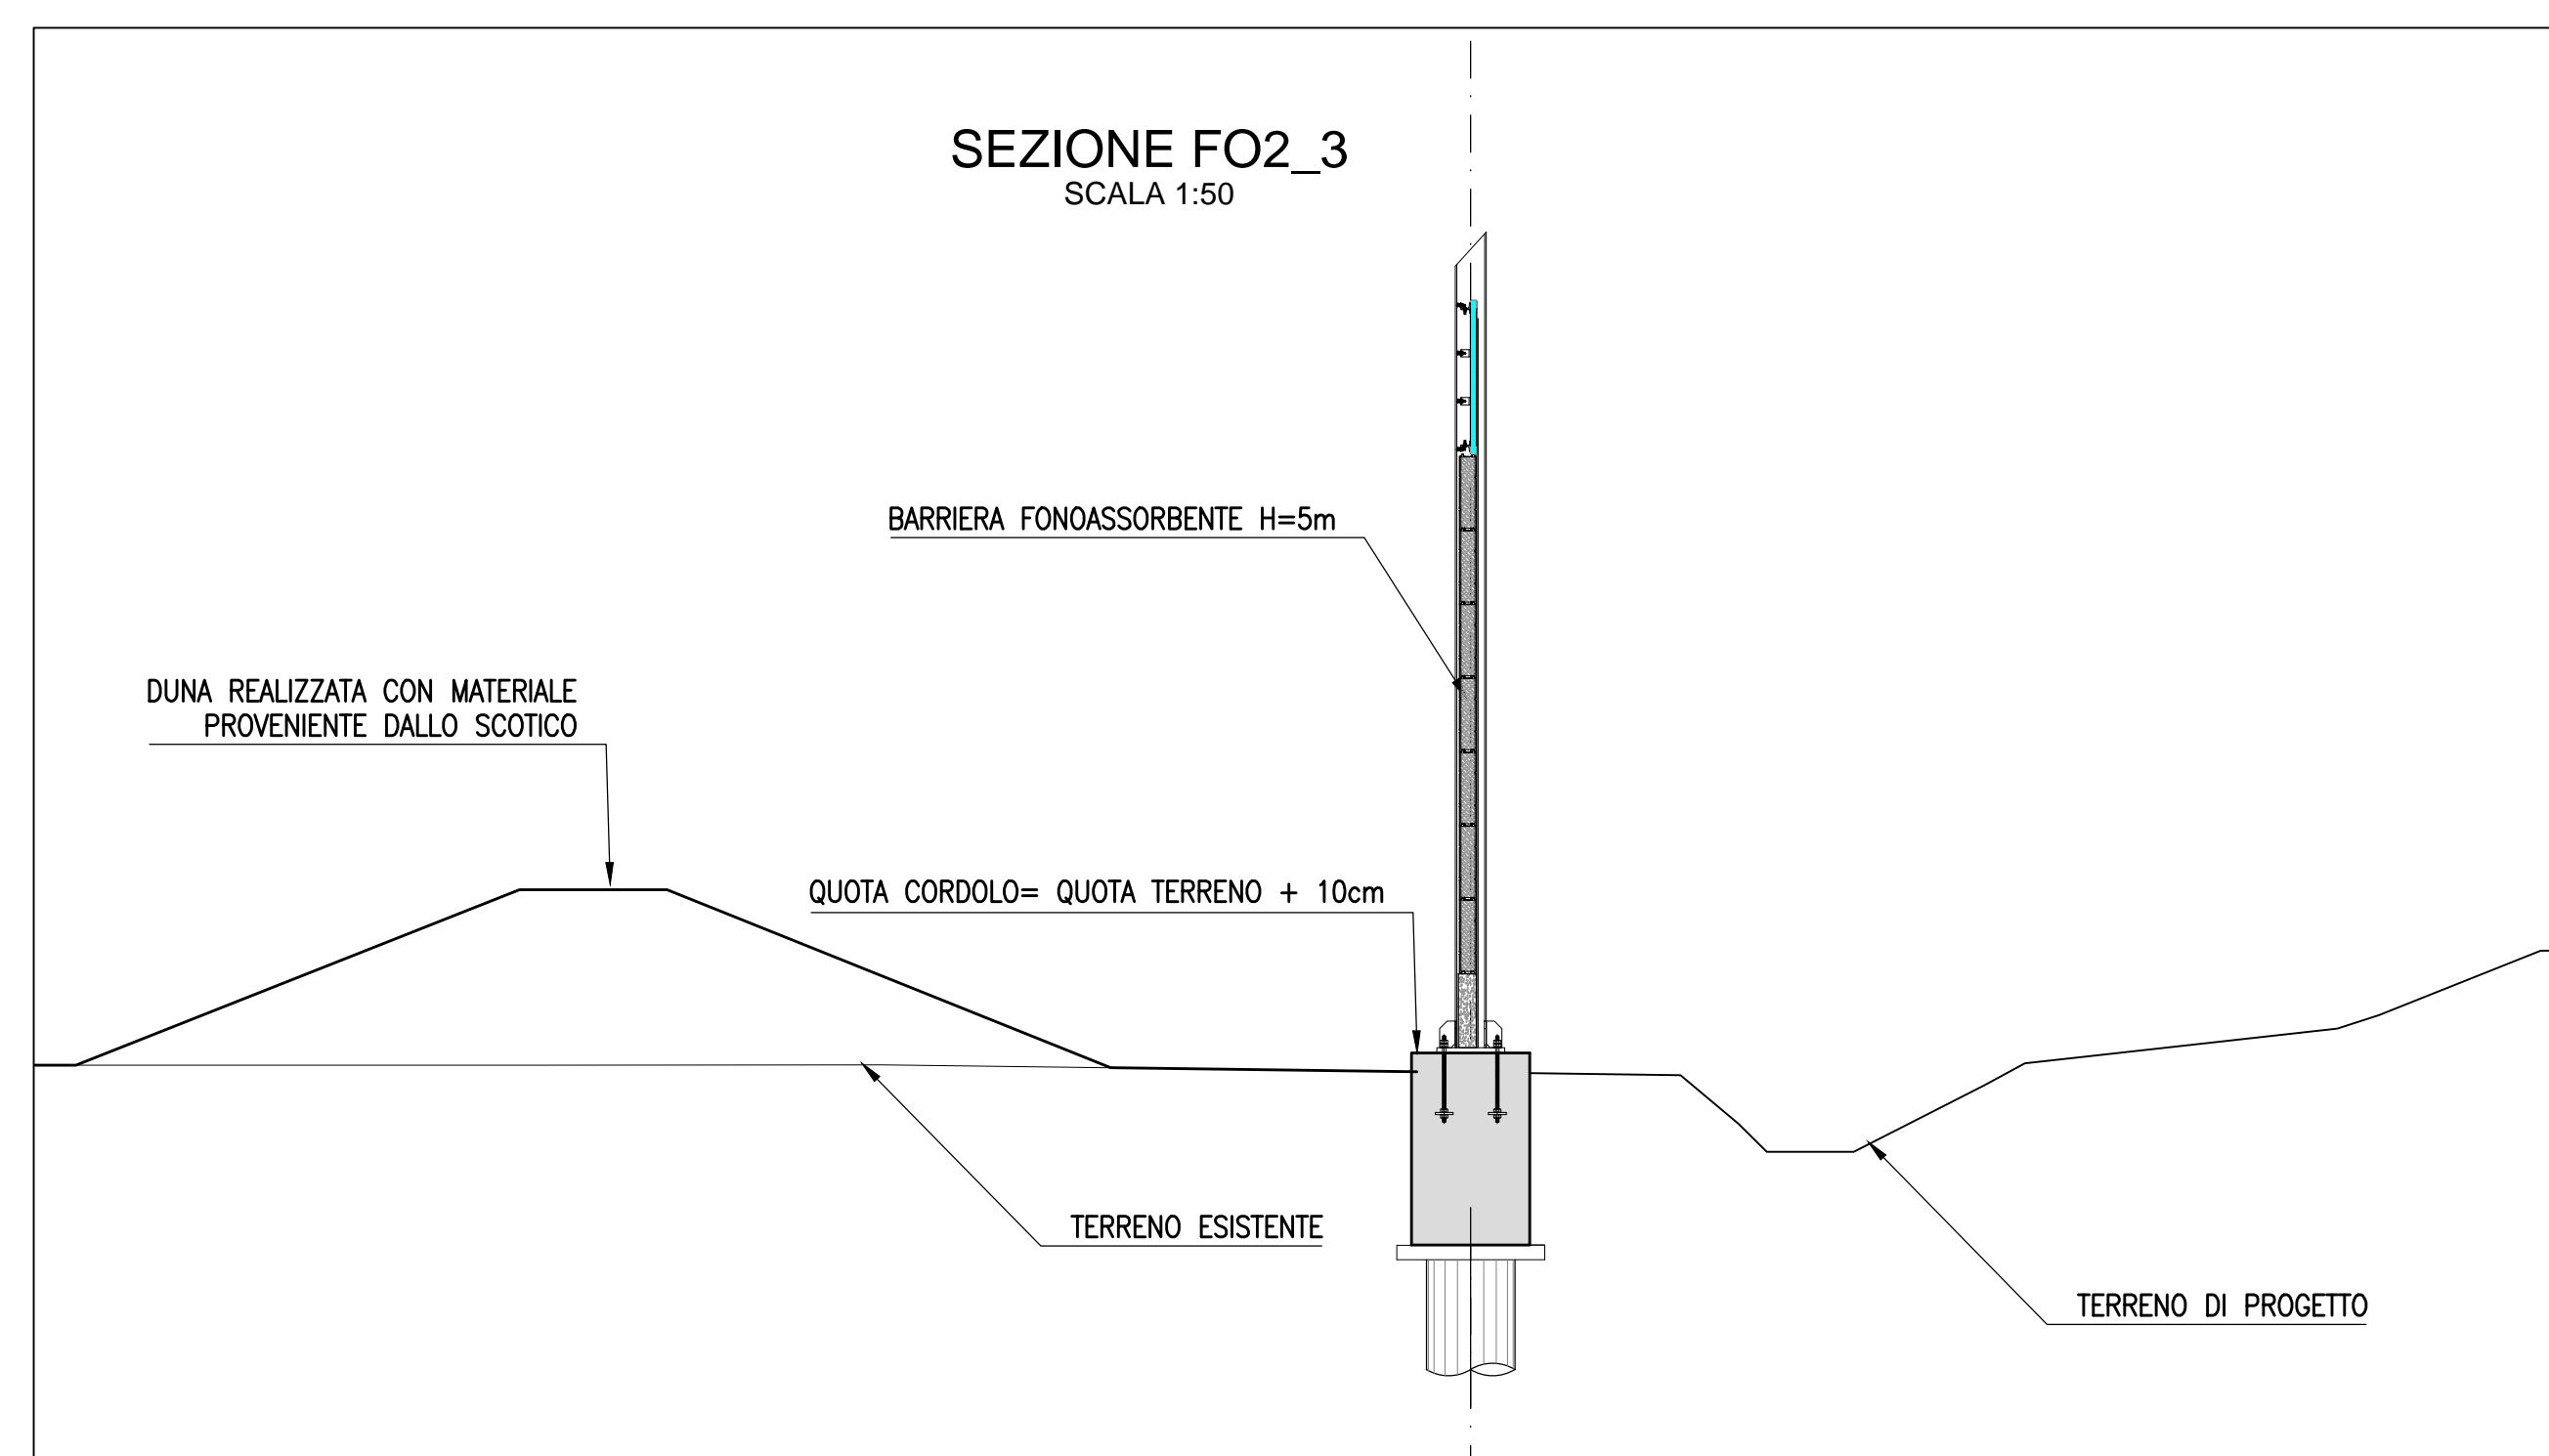 SEZIONE FO2_3
SCALA 1:50
BARRIERA FONOASSORBENTE H=5m
DUNA REALIZZATA CON MATERIALE
PROVENIENTE DALLO SCOTICO
QUOTA CORDOLO= QUOTA TERRENO + 10cm
TERRENO ESISTENTE
TERRENO DI PROGETTO